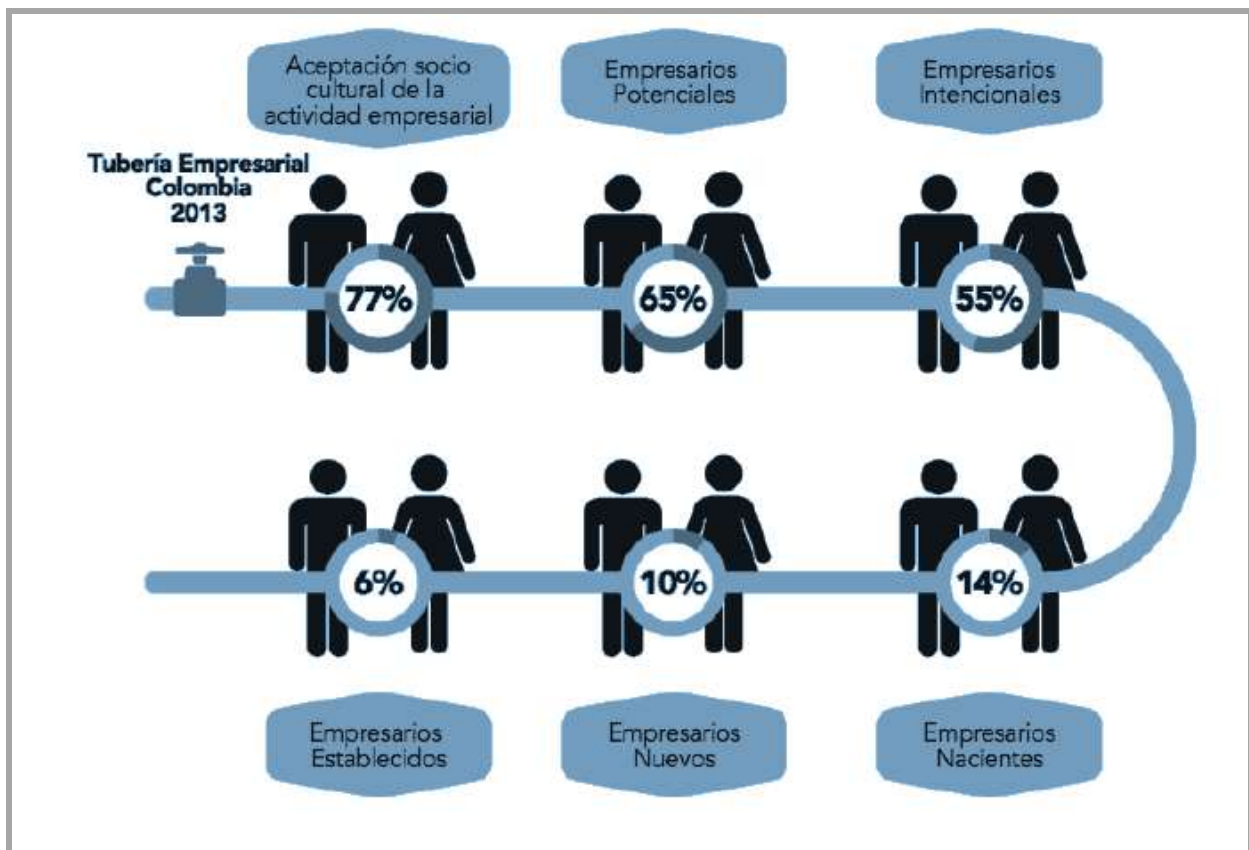 Aceptación socio
cultural de la
actividad empresarial
Empresarios
Potenciales
Empresarios
Intencionales
Tubería Empresarial
Colombia
2013
77%
65%
55%
6%
10%
14%
Empresarios
Establecidos
Empresarios
Nuevos
Empresarios
Nacientes